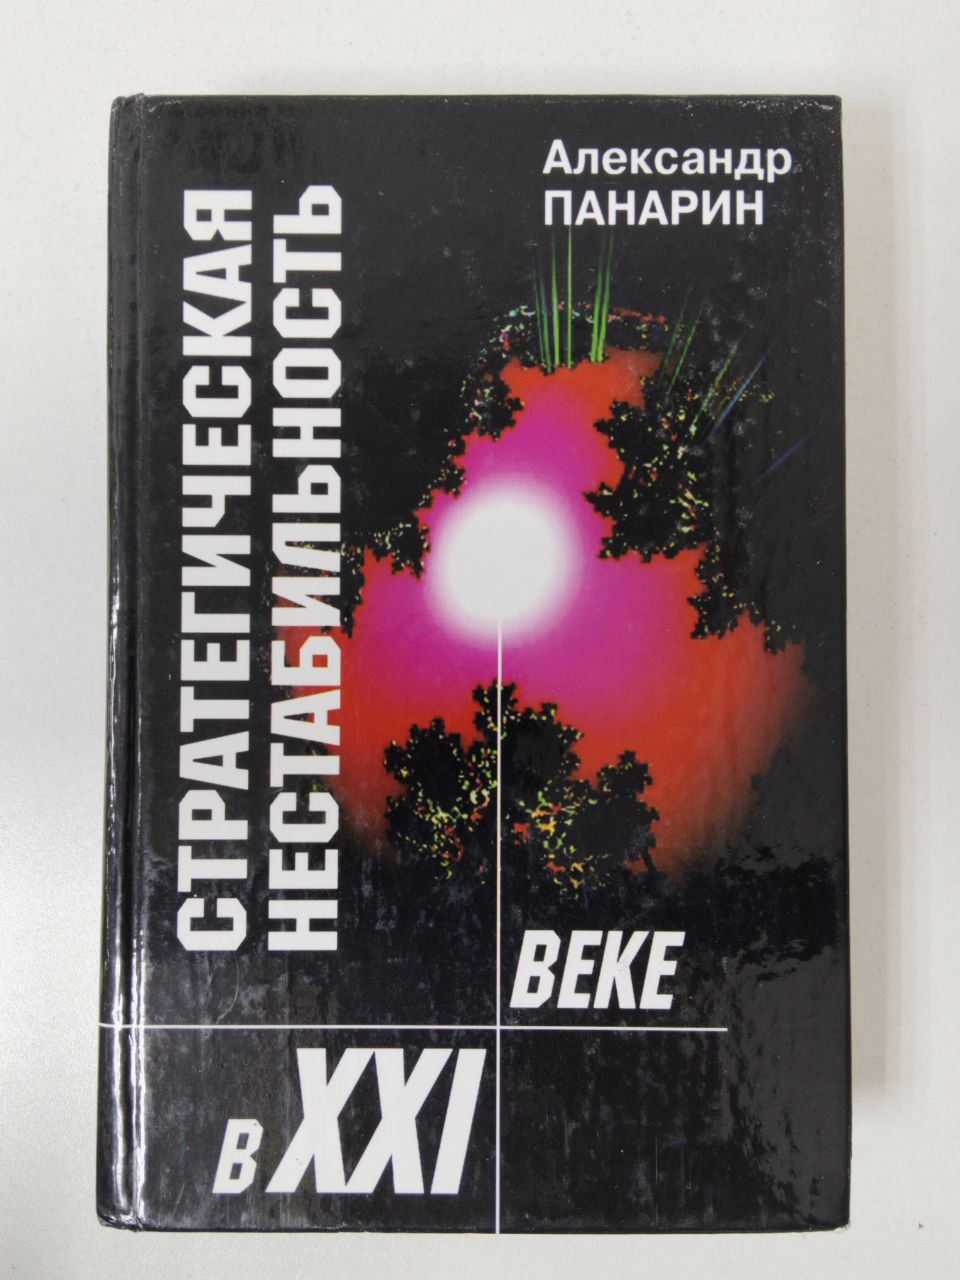 Александр
ПАНАРИН
СТРАТЕГИЧЕСКАЯ
НЕСТАБИЛЬНОСТЬ
В XXI
ВЕКЕ